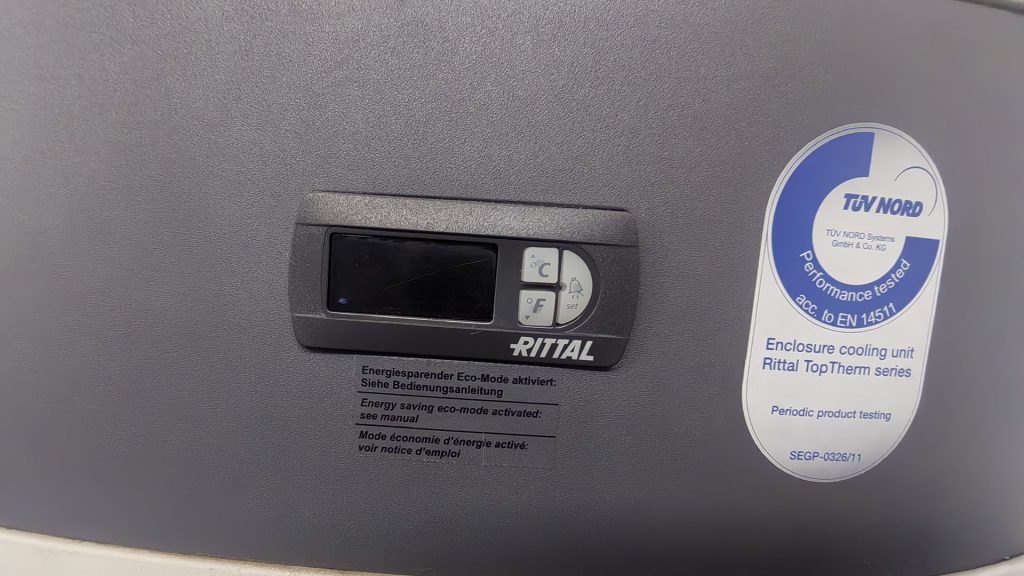 °C
°F
set
RITTAL
Energiesparender Eco-Mode aktiviert:
Siehe Bedienungsanleitung
Energy saving eco-mode activated:
see manual
Mode économie d'énergie activé:
voir notice d'emploi
TÜV NORD
TÜV NORD Systems
GmbH & Co. KG
Performance tested
acc. to EN 14511
Enclosure cooling unit
Rittal TopTherm series
Periodic product testing
SEGP-0326/11